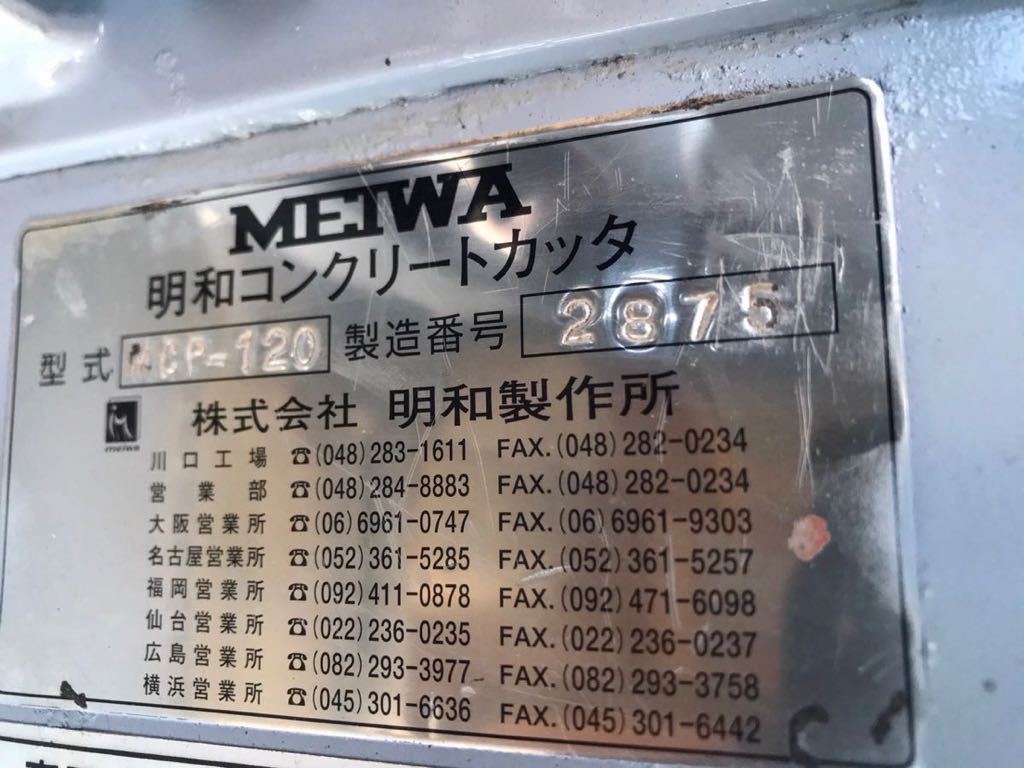 MEIWA
明和コンクリートカッタ
型式 MCP-120 製造番号 2875
株式会社 明和製作所
meiwa
川口工場 ☎(048)283-1611 FAX.(048)282-0234
営業部 ☎(048)284-8883 FAX.(048)282-0234
大阪営業所 ☎(06)6961-0747 FAX.(06)6961-9303
名古屋営業所 ☎(052)361-5285 FAX.(052)361-5257
福岡営業所 ☎(092)411-0878 FAX.(092)471-6098
仙台営業所 ☎(022)236-0235 FAX.(022)236-0237
広島営業所 ☎(082)293-3977 FAX.(082)293-3758
横浜営業所 ☎(045)301-6636 FAX.(045)301-6442